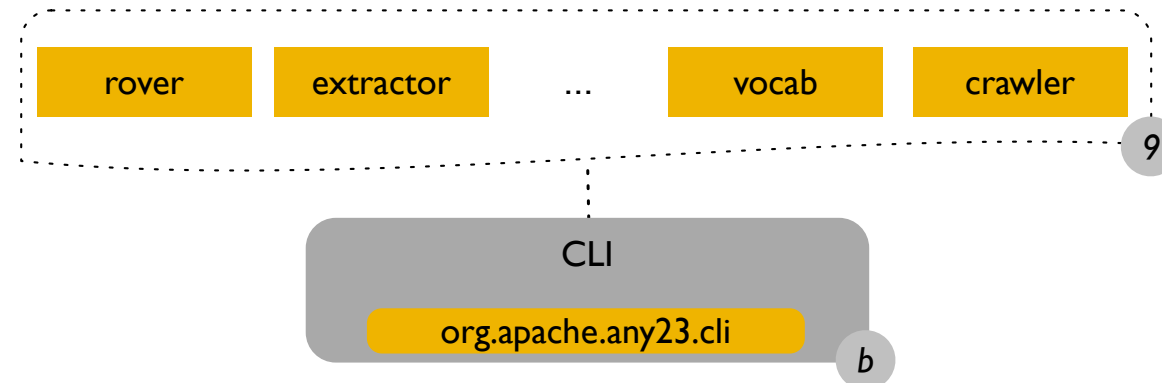 rover extractor ... vocab crawler
9
CLI
org.apache.any23.cli
b